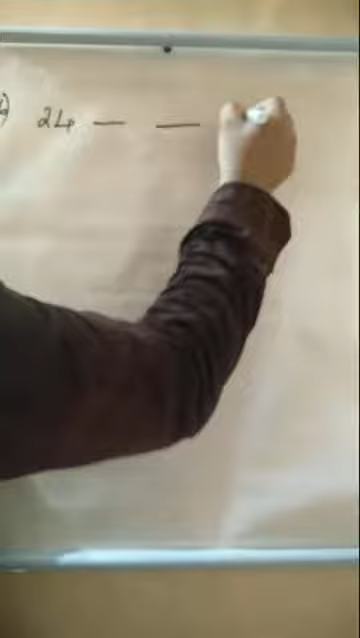 24 — —